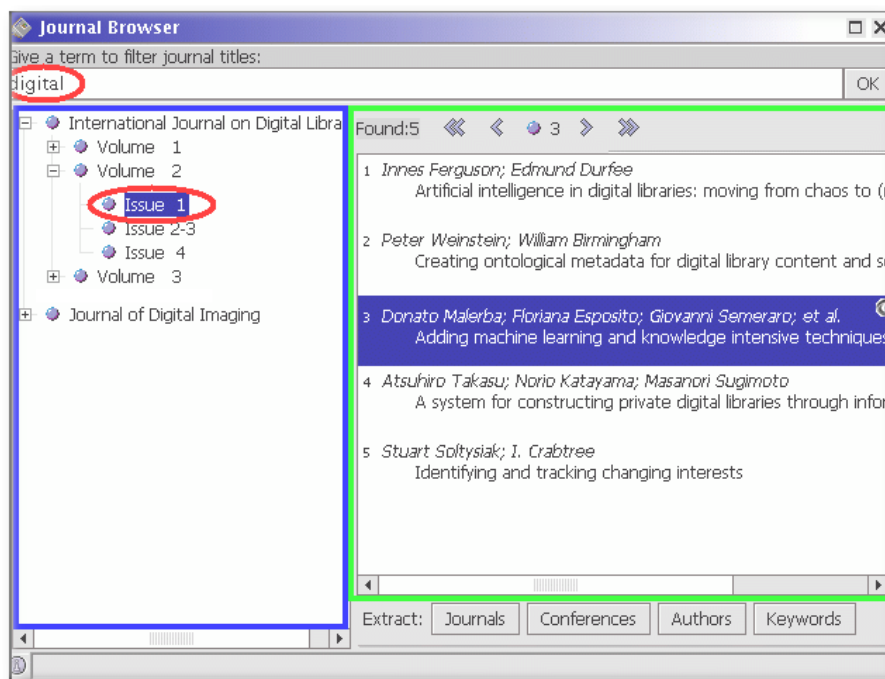 Journal Browser
Give a term to filter journal titles:
digital
OK
International Journal on Digital Libra
Volume 1
Volume 2
Issue 1
Issue 2-3
Issue 4
Volume 3
Journal of Digital Imaging
Found:5 3
1 Innes Ferguson; Edmund Durfee
Artificial intelligence in digital libraries: moving from chaos to (
2 Peter Weinstein; William Birmingham
Creating ontological metadata for digital library content and s
3 Donato Malerba; Floriana Esposito; Giovanni Semeraro; et al.
Adding machine learning and knowledge intensive techniques
4 Atsuhiro Takasu; Norio Katayama; Masanori Sugimoto
A system for constructing private digital libraries through infor
5 Stuart Soltysiak; I. Crabtree
Identifying and tracking changing interests
Extract: Journals Conferences Authors Keywords